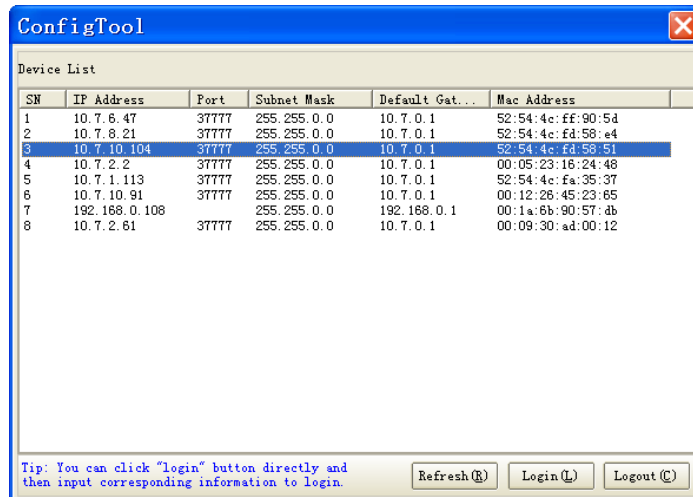 ConfigTool
Device List
SN IP Address Port Subnet Mask Default Gat... Mac Address
1 10.7.6.47 37777 255.255.0.0 10.7.0.1 52:54:4c:ff:90:5d
2 10.7.8.21 37777 255.255.0.0 10.7.0.1 52:54:4c:fd:58:e4
3 10.7.10.104 37777 255.255.0.0 10.7.0.1 52:54:4c:fd:58:51
4 10.7.2.2 37777 255.255.0.0 10.7.0.1 00:05:23:16:24:48
5 10.7.1.113 37777 255.255.0.0 10.7.0.1 52:54:4c:fa:35:37
6 10.7.10.91 37777 255.255.0.0 10.7.0.1 00:12:26:45:23:65
7 192.168.0.108 255.255.0.0 192.168.0.1 00:1a:6b:90:57:db
8 10.7.2.61 37777 255.255.0.0 10.7.0.1 00:09:30:ad:00:12
Tip: You can click "login" button directly and
then input corresponding information to login.
Refresh(R) Login(L) Logout(C)